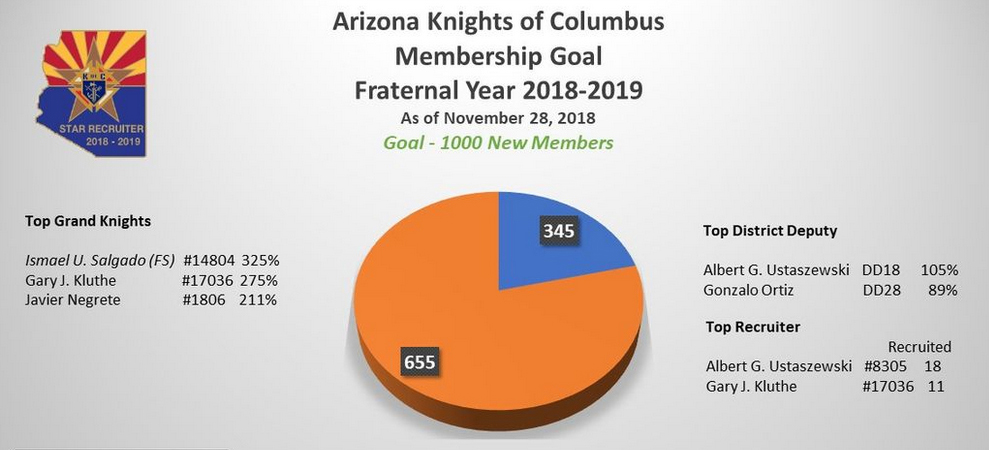 Arizona Knights of Columbus
Membership Goal
Fraternal Year 2018-2019
As of November 28, 2018
Goal - 1000 New Members
K of C
STAR RECRUITER
2018 - 2019
Top Grand Knights
Ismael U. Salgado (FS) #14804 325%
Gary J. Kluthe #17036 275%
Javier Negrete #1806 211%
345
655
Top District Deputy
Albert G. Ustaszewski DD18 105%
Gonzalo Ortiz DD28 89%
Top Recruiter
Recruited
Albert G. Ustaszewski #8305 18
Gary J. Kluthe #17036 11